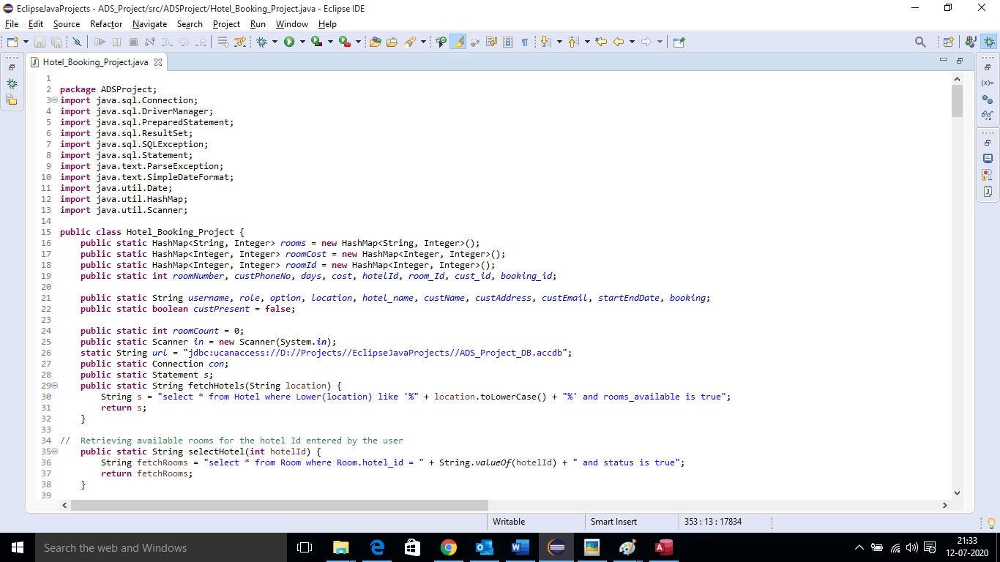 EclipseJavaProjects - ADS_Project/src/ADSProject/Hotel_Booking_Project.java - Eclipse IDE
File Edit Source Refactor Navigate Search Project Run Window Help
Hotel_Booking_Project.java
1
2 package ADSProject;
3 import java.sql.Connection;
4 import java.sql.DriverManager;
5 import java.sql.PreparedStatement;
6 import java.sql.ResultSet;
7 import java.sql.SQLException;
8 import java.sql.Statement;
9 import java.text.ParseException;
10 import java.text.SimpleDateFormat;
11 import java.util.Date;
12 import java.util.HashMap;
13 import java.util.Scanner;
14
15 public class Hotel_Booking_Project {
16 public static HashMap<String, Integer> rooms = new HashMap<String, Integer>();
17 public static HashMap<Integer, Integer> roomCost = new HashMap<Integer, Integer>();
18 public static HashMap<Integer, Integer> roomId = new HashMap<Integer, Integer>();
19 public static int roomNumber, custPhoneNo, days, cost, hotelId, room_Id, cust_id, booking_id;
20
21 public static String username, role, option, location, hotel_name, custName, custAddress, custEmail, startEndDate, booking;
22 public static boolean custPresent = false;
23
24 public static int roomCount = 0;
25 public static Scanner in = new Scanner(System.in);
26 static String url = "jdbc:ucanaccess://D://Projects//EclipseJavaProjects//ADS_Project_DB.accdb";
27 public static Connection con;
28 public static Statement s;
29 public static String fetchHotels(String location) {
30 String s = "select * from Hotel where Lower(location) like '%" + location.toLowerCase() + "%' and rooms_available is true";
31 return s;
32 }
33
34 // Retrieving available rooms for the hotel Id entered by the user
35 public static String selectHotel(int hotelId) {
36 String fetchRooms = "select * from Room where Room.hotel_id = " + String.valueOf(hotelId) + " and status is true";
37 return fetchRooms;
38 }
39
Writable Smart Insert 353 : 13 : 17834
Search the web and Windows
21:33
12-07-2020